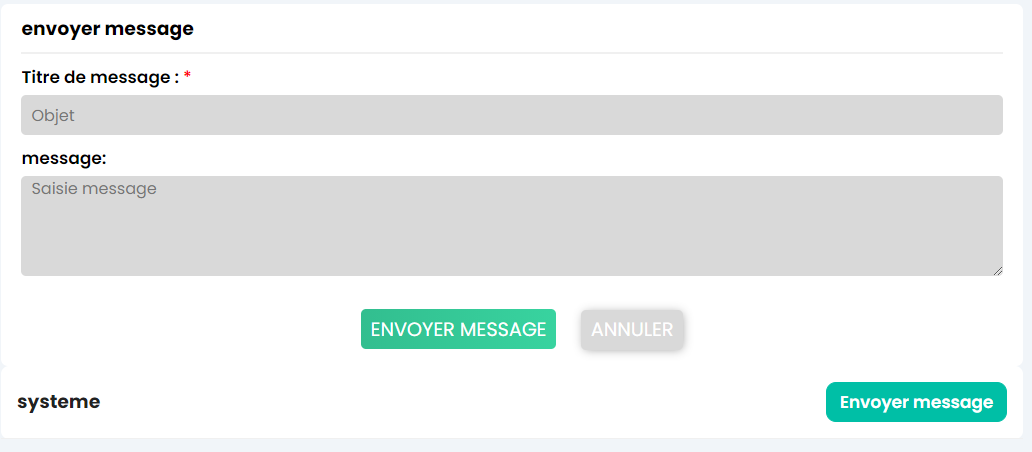 envoyer message
Titre de message : *
Objet
message:
Saisie message
ENVOYER MESSAGE ANNULER
systeme Envoyer message